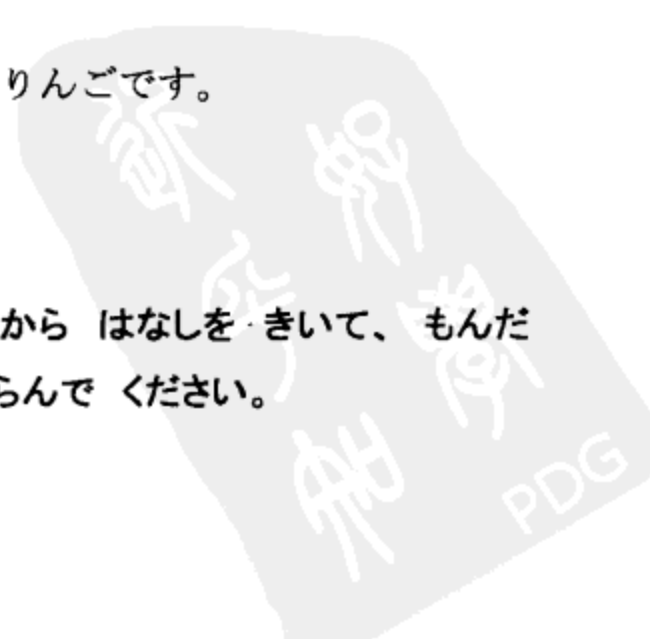 りんごです。
から はなしを きいて、 もんだ
らんで ください。
PDG